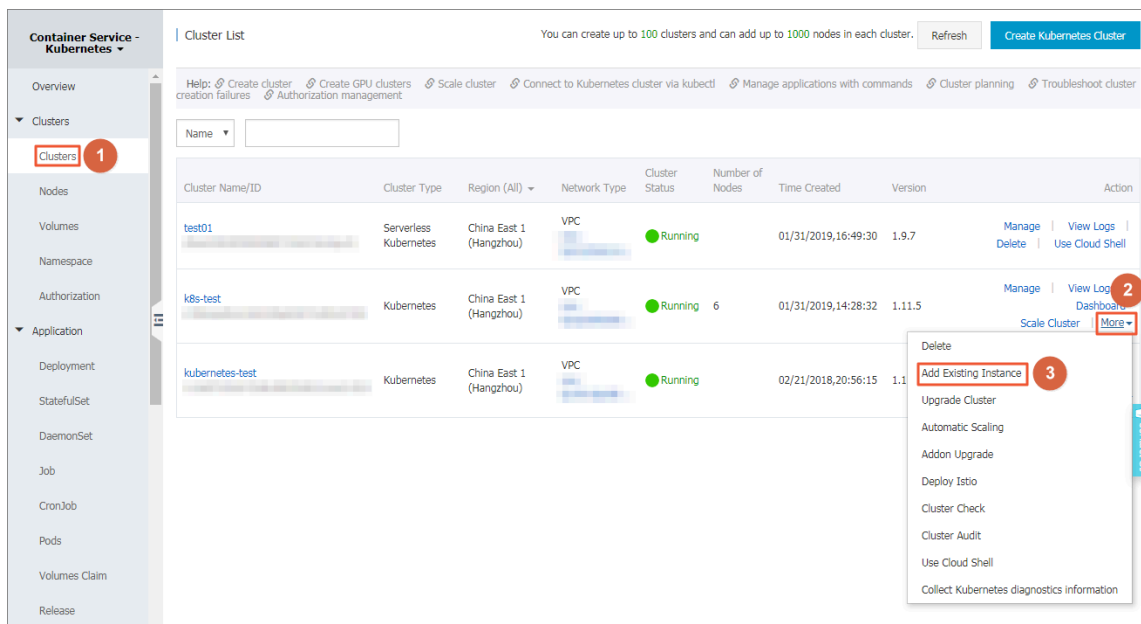 Container Service -
Kubernetes
Cluster List
You can create up to 100 clusters and can add up to 1000 nodes in each cluster.
Refresh
Create Kubernetes Cluster
Help: Create cluster Create GPU clusters Scale cluster Connect to Kubernetes cluster via kubectl Manage applications with commands Cluster planning Troubleshoot cluster
creation failures Authorization management
Overview
Clusters
Clusters
1
Nodes
Volumes
Namespace
Authorization
Application
Deployment
StatefulSet
DaemonSet
Job
CronJob
Pods
Volumes Claim
Release
Name
Cluster Name/ID Cluster Type Region (All) Network Type Cluster Status Number of Nodes Time Created Version Action
test01 Serverless Kubernetes China East 1 (Hangzhou) VPC Running 01/31/2019,16:49:30 1.9.7
Manage View Logs
Delete Use Cloud Shell
k8s-test Kubernetes China East 1 (Hangzhou) VPC Running 6 01/31/2019,14:28:32 1.11.5
Manage View Log
2
Dashboard
Scale Cluster More
kubernetes-test Kubernetes China East 1 (Hangzhou) VPC Running 02/21/2018,20:56:15 1.1
Delete
Add Existing Instance
3
Upgrade Cluster
Automatic Scaling
Addon Upgrade
Deploy Istio
Cluster Check
Cluster Audit
Use Cloud Shell
Collect Kubernetes diagnostics information